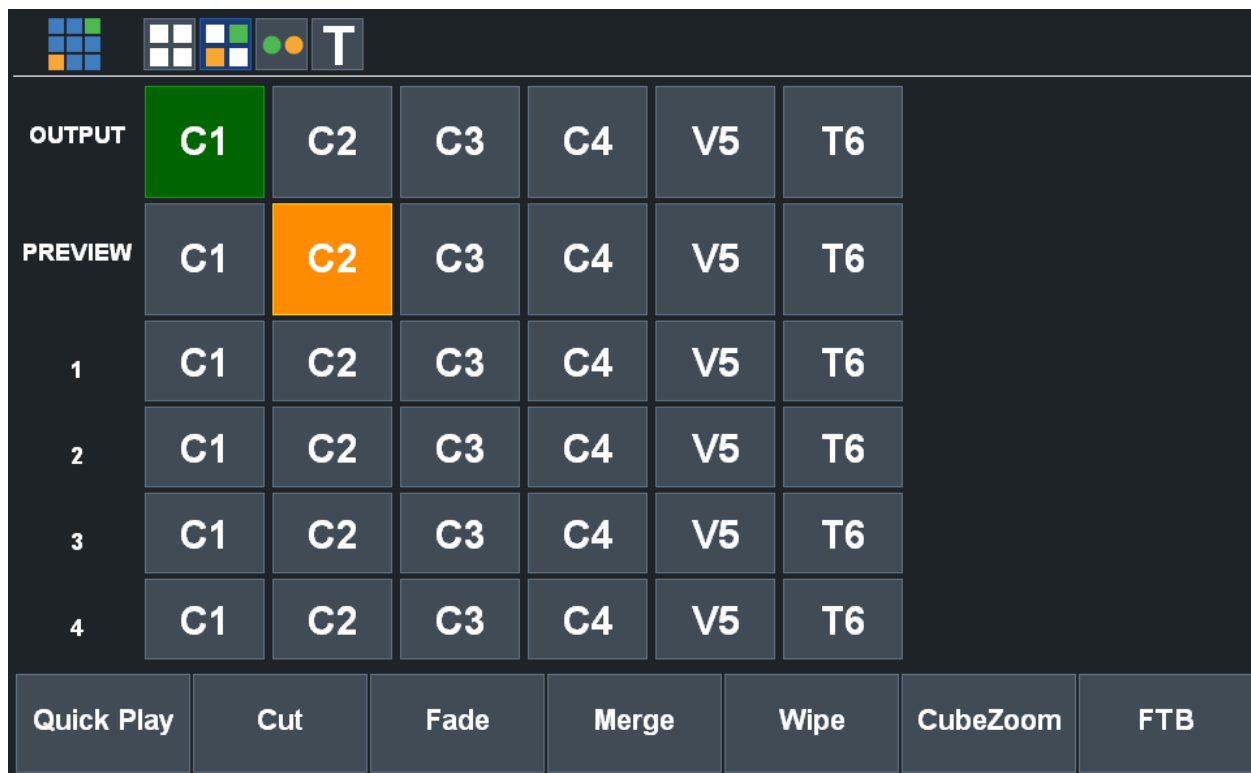 T
OUTPUT C1 C2 C3 C4 V5 T6
PREVIEW C1 C2 C3 C4 V5 T6
1 C1 C2 C3 C4 V5 T6
2 C1 C2 C3 C4 V5 T6
3 C1 C2 C3 C4 V5 T6
4 C1 C2 C3 C4 V5 T6
Quick Play Cut Fade Merge Wipe CubeZoom FTB